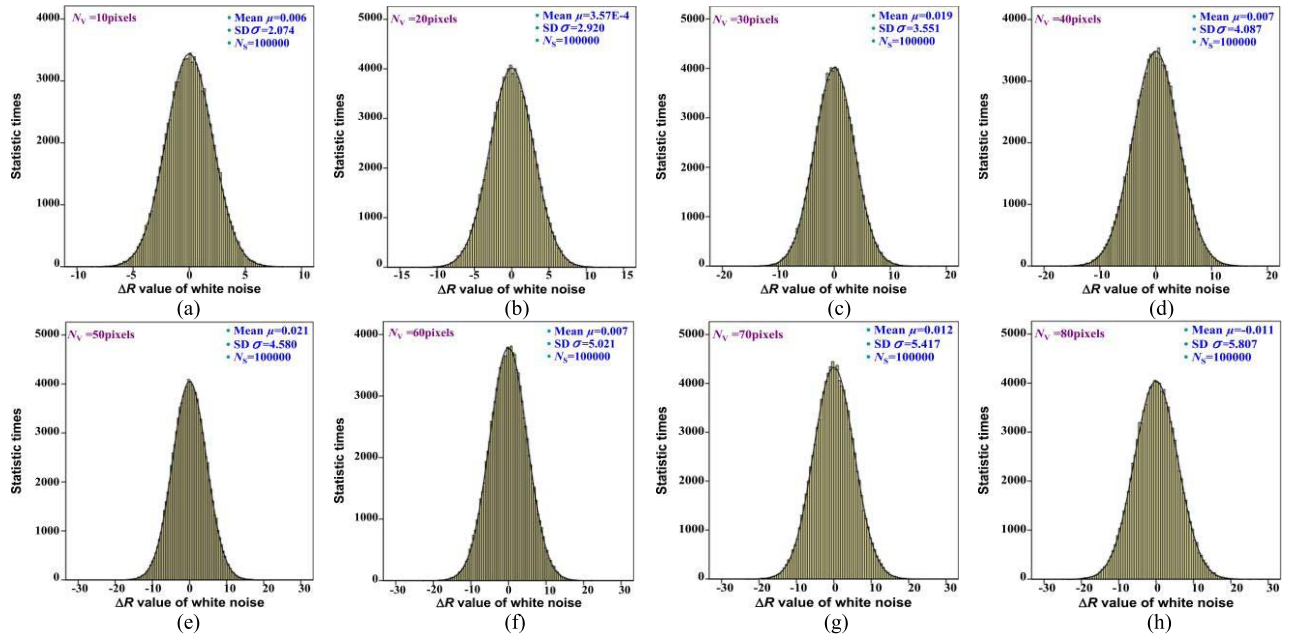 N_V =10pixels
• Mean μ=0.006
• SD σ=2.074
• N_S=100000
4000
3000
2000
1000
0
Statistic times
-10 -5 0 5 10
ΔR value of white noise
(a)
N_V =20pixels
• Mean μ=3.57E-4
• SD σ=2.920
• N_S=100000
5000
4000
3000
2000
1000
0
Statistic times
-15 -10 -5 0 5 10 15
ΔR value of white noise
(b)
N_V =30pixels
• Mean μ=0.019
• SD σ=3.551
• N_S=100000
5000
4000
3000
2000
1000
0
Statistic times
-20 -10 0 10 20
ΔR value of white noise
(c)
N_V =40pixels
• Mean μ=0.007
• SD σ=4.087
• N_S=100000
4000
3000
2000
1000
0
Statistic times
-20 -10 0 10 20
ΔR value of white noise
(d)
N_V =50pixels
• Mean μ=0.021
• SD σ=4.580
• N_S=100000
5000
4000
3000
2000
1000
0
Statistic times
-30 -20 -10 0 10 20 30
ΔR value of white noise
(e)
N_V =60pixels
• Mean μ=0.007
• SD σ=5.021
• N_S=100000
4000
3000
2000
1000
0
Statistic times
-30 -20 -10 0 10 20 30
ΔR value of white noise
(f)
N_V =70pixels
• Mean μ=0.012
• SD σ=5.417
• N_S=100000
5000
4000
3000
2000
1000
0
Statistic times
-30 -20 -10 0 10 20 30
ΔR value of white noise
(g)
N_V =80pixels
• Mean μ=-0.011
• SD σ=5.807
• N_S=100000
5000
4000
3000
2000
1000
0
Statistic times
-30 -20 -10 0 10 20 30
ΔR value of white noise
(h)